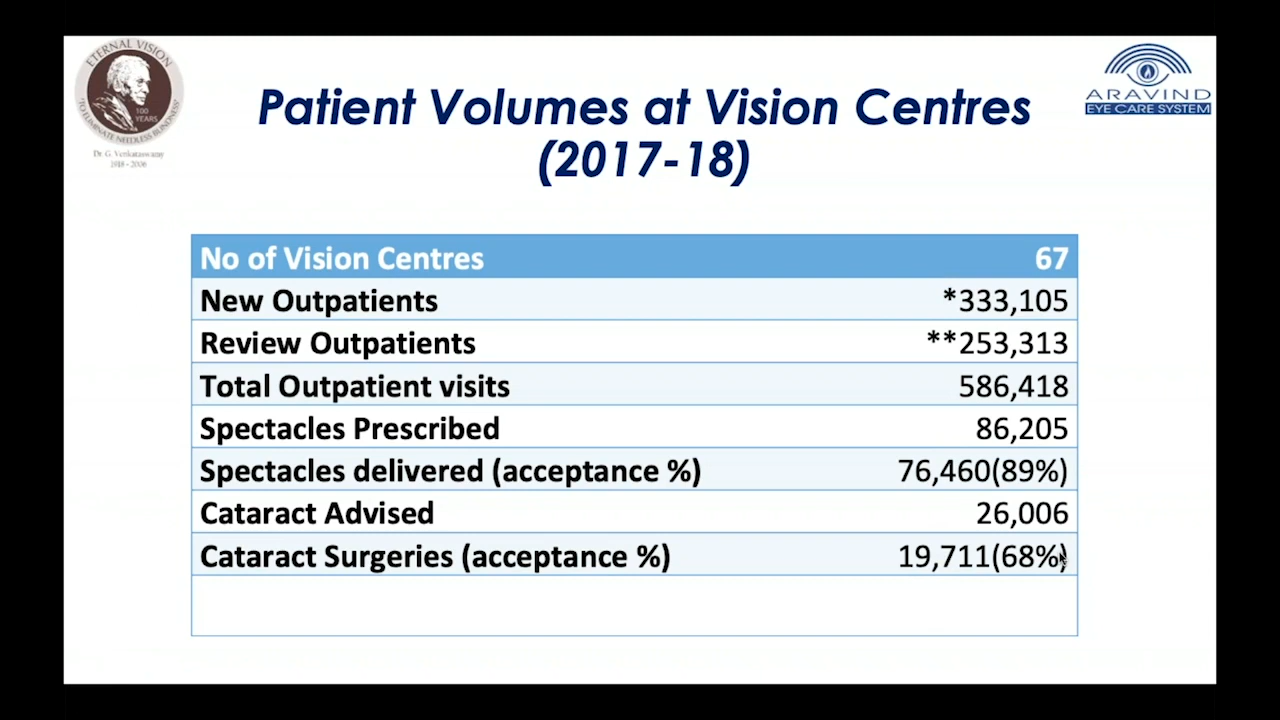 ETERNAL VISION
100
YEARS
"TO ELIMINATE NEEDLESS BLINDNESS"
Dr. G. Venkataswamy
1918 - 2006
Patient Volumes at Vision Centres
(2017-18)
ARAVIND
EYE CARE SYSTEM
No of Vision Centres 67
New Outpatients *333,105
Review Outpatients **253,313
Total Outpatient visits 586,418
Spectacles Prescribed 86,205
Spectacles delivered (acceptance %) 76,460(89%)
Cataract Advised 26,006
Cataract Surgeries (acceptance %) 19,711(68%)